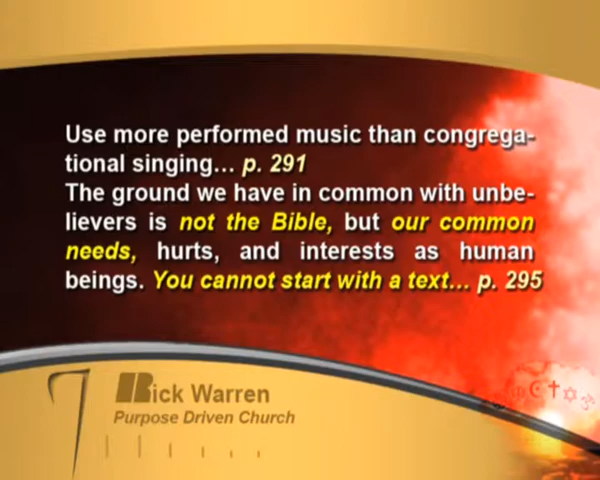 Use more performed music than congrega-
tional singing... p. 291
The ground we have in common with unbe-
lievers is not the Bible, but our common
needs, hurts, and interests as human
beings. You cannot start with a text... p. 295
Rick Warren
Purpose Driven Church